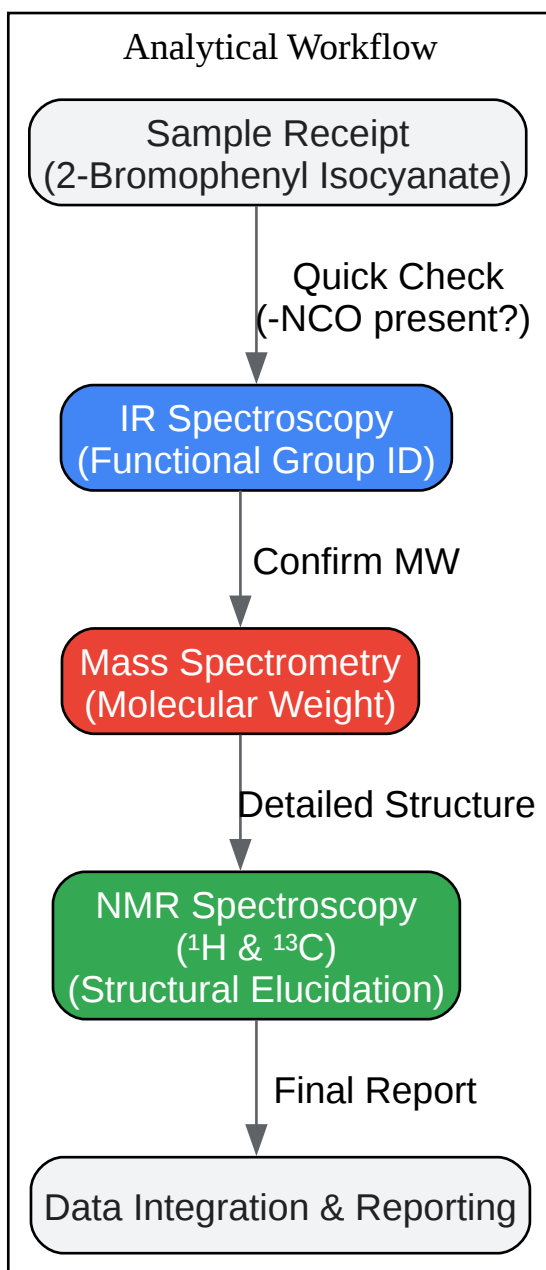 Analytical Workflow
Sample Receipt
(2-Bromophenyl Isocyanate)
Quick Check
(-NCO present?)
IR Spectroscopy
(Functional Group ID)
Confirm MW
Mass Spectrometry
(Molecular Weight)
Detailed Structure
NMR Spectroscopy
(¹H & ¹³C)
(Structural Elucidation)
Final Report
Data Integration & Reporting